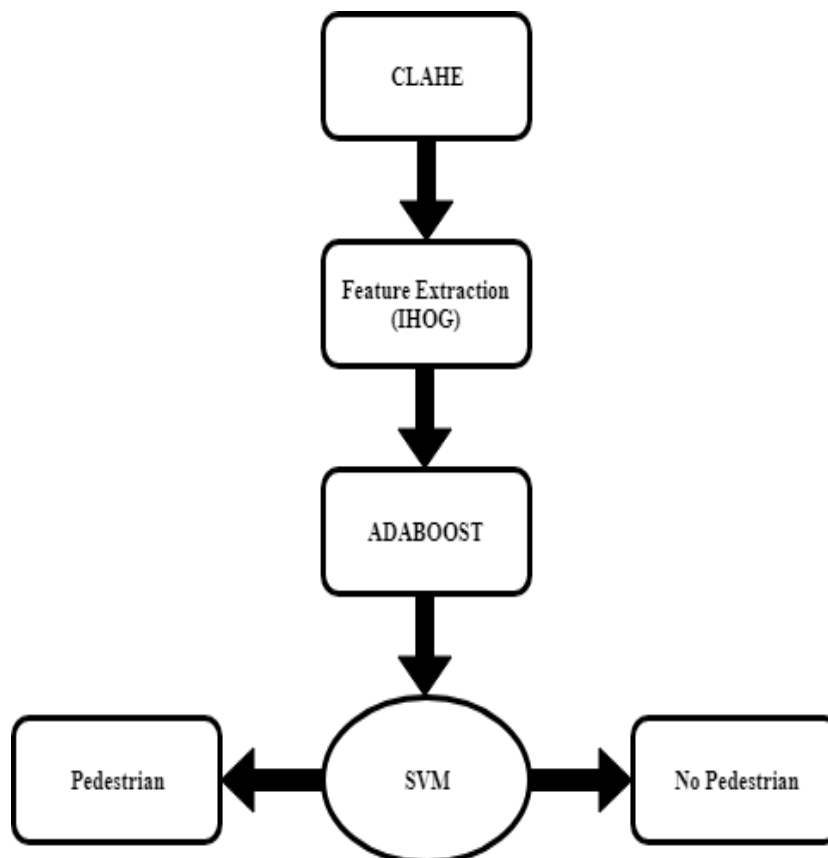 CLAHE
Feature Extraction
(IHOG)
ADABOOST
Pedestrian
SVM
No Pedestrian